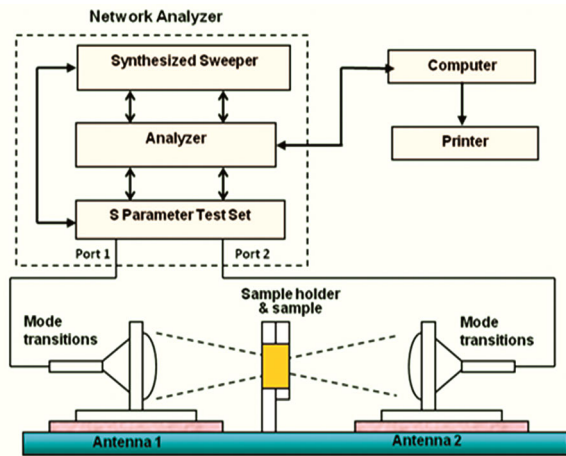 Network Analyzer
Synthesized Sweeper
Computer
Analyzer
Printer
S Parameter Test Set
Port 1
Port 2
Sample holder
& sample
Mode
transitions
Mode
transitions
Antenna 1
Antenna 2